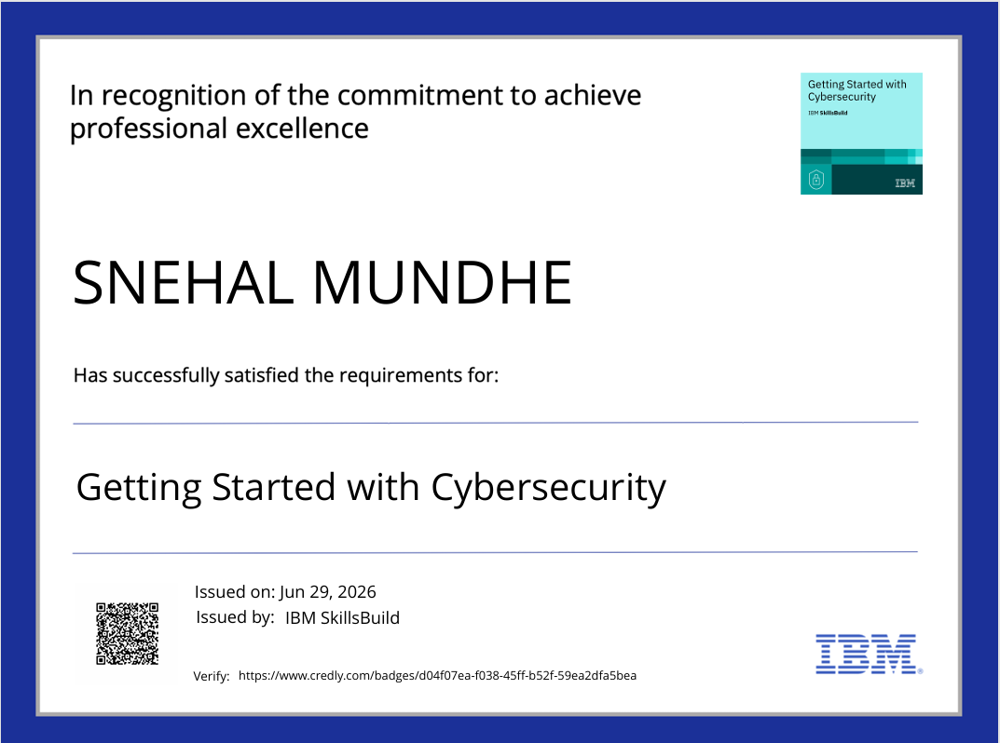 In recognition of the commitment to achieve
professional excellence
Getting Started with
Cybersecurity
IBM SkillsBuild
IBM
SNEHAL MUNDHE
Has successfully satisfied the requirements for:
Getting Started with Cybersecurity
Issued on: Jun 29, 2026
Issued by: IBM SkillsBuild
Verify: https://www.credly.com/badges/d04f07ea-f038-45ff-b52f-59ea2dfa5bea
IBM®